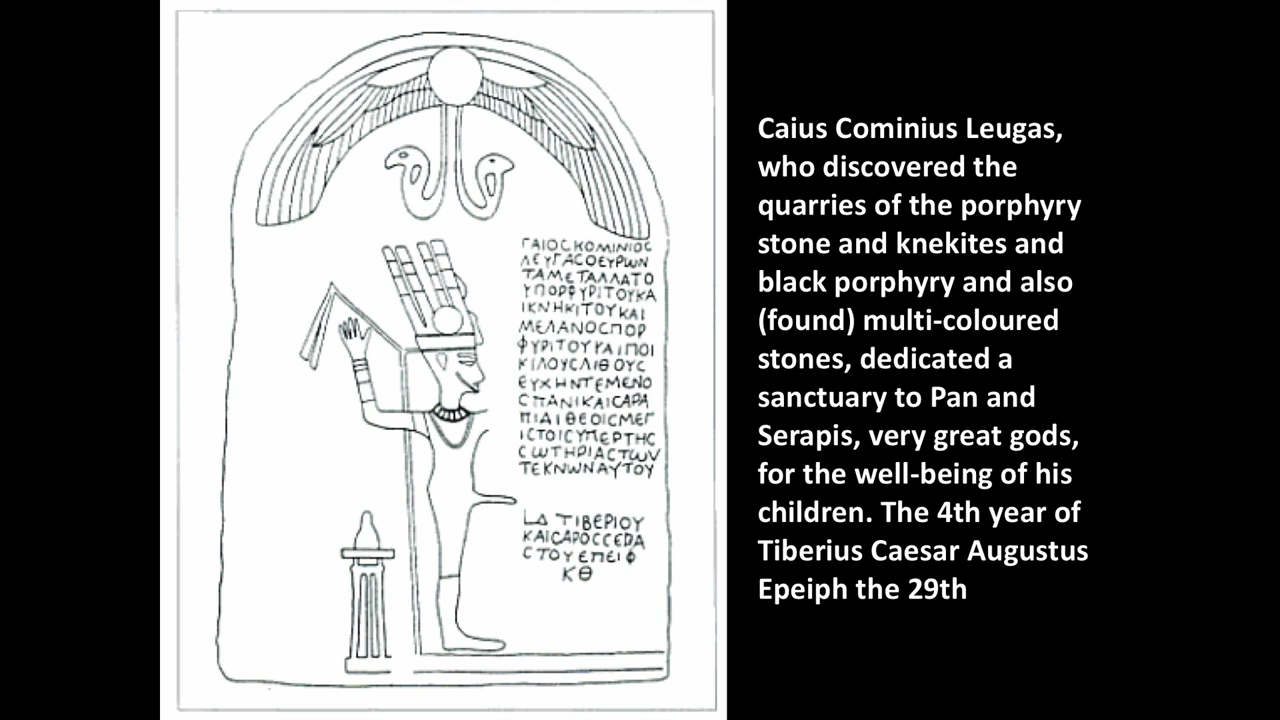 ΓΑΙΟϹΚΟΜΙΝΙΟϹ
ΛΕΥΓΑϹΟΕΥΡΩΝ
ΤΑΜΕΤΑΛΛΑΤΟ
ΥΠΟΡΦΥΡΙΤΟΥΚΑ
ΙΚΝΗΚΙΤΟΥΚΑΙ
ΜΕΛΑΝΟϹΠΟΡ
ΦΥΡΙΤΟΥΚΑΙΠΟΙ
ΚΙΛΟΥϹΛΙΘΟΥϹ
ΕΥΧΗΝΤΕΜΕΝΟ
ϹΠΑΝΙΚΑΙϹΑΡΑ
ΠΙΔΙΘΕΟΙϹΜΕΓ
ΙϹΤΟΙϹΥΠΕΡΤΗϹ
ϹΩΤΗΡΙΑϹΤΩΝ
ΤΕΚΝΩΝΑΥΤΟΥ
LΔ ΤΙΒΕΡΙΟΥ
ΚΑΙϹΑΡΟϹϹΕΒΑ
ϹΤΟΥΕΠΕΙΦ
ΚΘ
Caius Cominius Leugas,
who discovered the
quarries of the porphyry
stone and knekites and
black porphyry and also
(found) multi-coloured
stones, dedicated a
sanctuary to Pan and
Serapis, very great gods,
for the well-being of his
children. The 4th year of
Tiberius Caesar Augustus
Epeiph the 29th